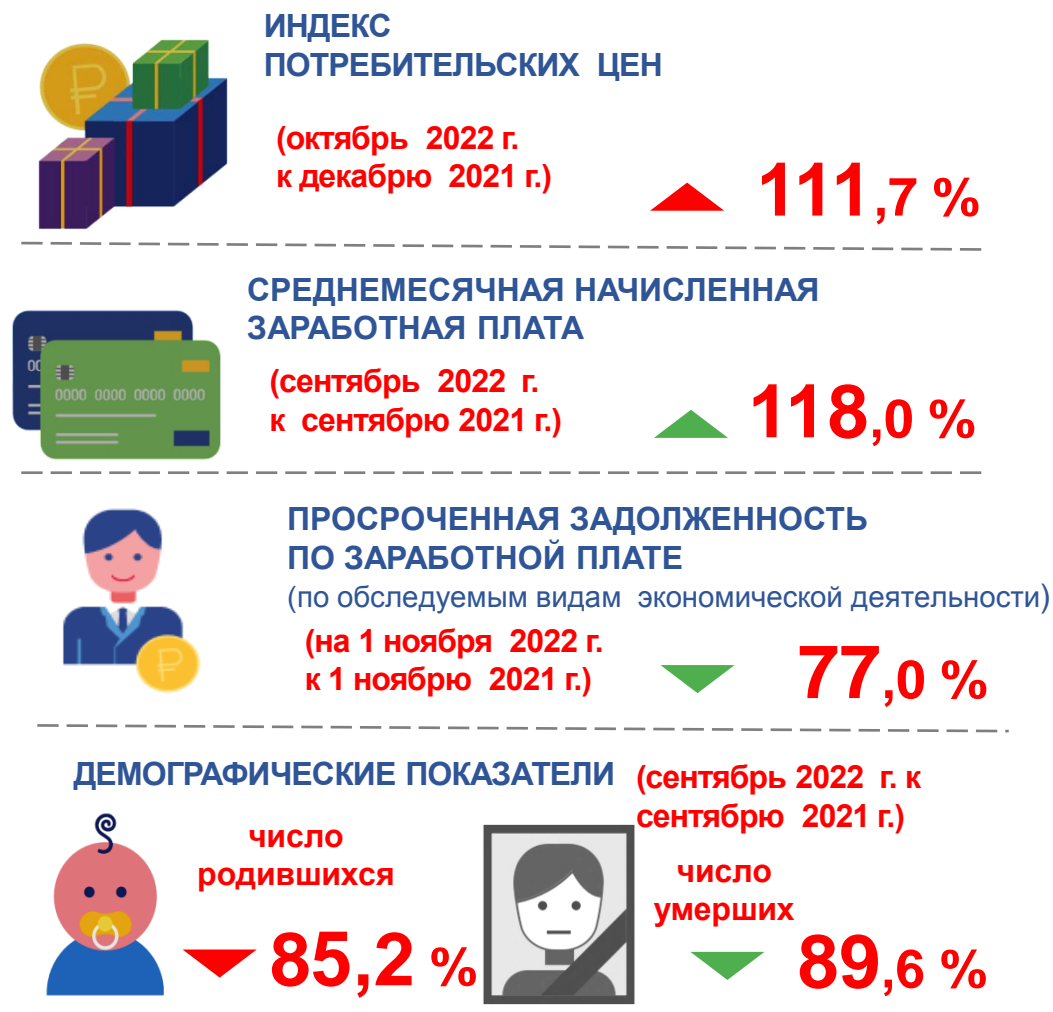 ИНДЕКС
ПОТРЕБИТЕЛЬСКИХ ЦЕН
(октябрь 2022 г.
к декабрю 2021 г.)
111,7 %
СРЕДНЕМЕСЯЧНАЯ НАЧИСЛЕННАЯ
ЗАРАБОТНАЯ ПЛАТА
00
0000 0000 0000 0000
(сентябрь 2022 г.
к сентябрю 2021 г.)
118,0 %
ПРОСРОЧЕННАЯ ЗАДОЛЖЕННОСТЬ
ПО ЗАРАБОТНОЙ ПЛАТЕ
(по обследуемым видам экономической деятельности)
(на 1 ноября 2022 г.
к 1 ноябрю 2021 г.)
77,0 %
ДЕМОГРАФИЧЕСКИЕ ПОКАЗАТЕЛИ
(сентябрь 2022 г. к
сентябрю 2021 г.)
число
родившихся
85,2 %
число
умерших
89,6 %